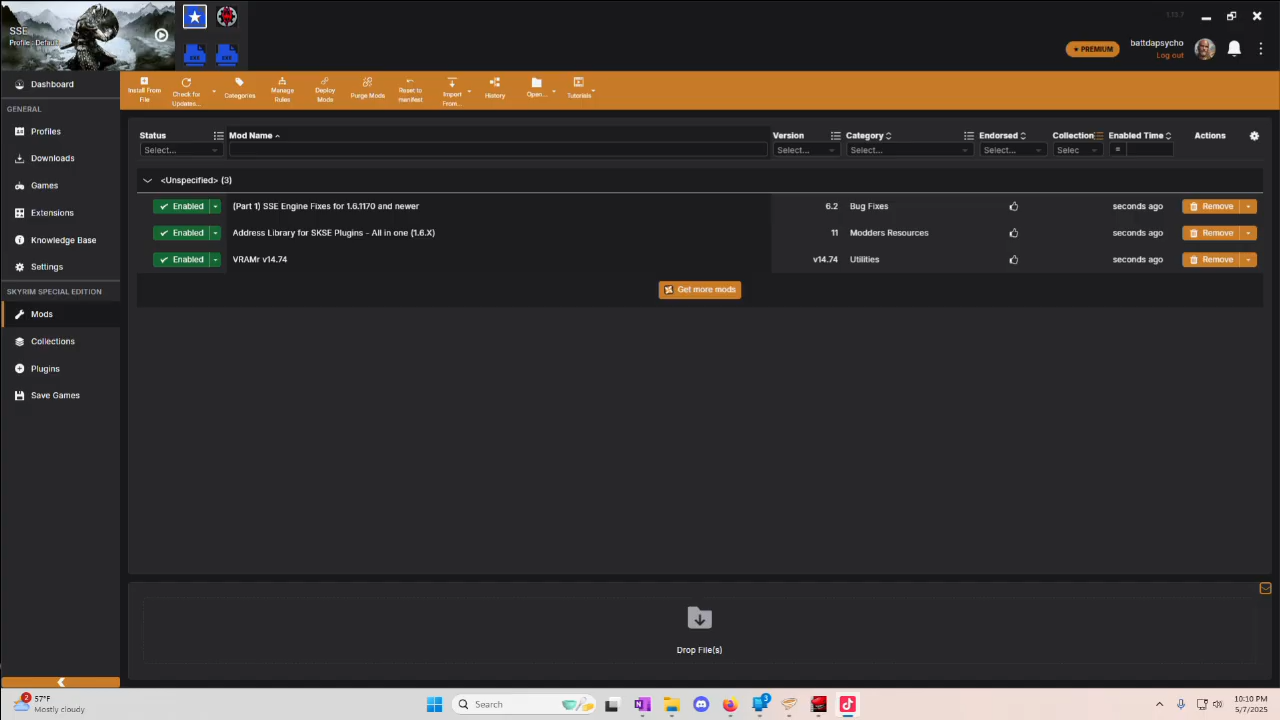 SSE
Profile : Default
1.13.7
PREMIUM
battdapsycho
Log out
Dashboard
GENERAL
Profiles
Downloads
Games
Extensions
Knowledge Base
Settings
SKYRIM SPECIAL EDITION
Mods
Collections
Plugins
Save Games
Install From File
Check for Updates...
Categories
Manage Rules
Deploy Mods
Purge Mods
Reset to manifest
Import From...
History
Open...
Tutorials
Status Mod Name Version Category Endorsed Collection Enabled Time Actions
Select... Select... Select... Select... Selec =
<Unspecified> (3)
Enabled (Part 1) SSE Engine Fixes for 1.6.1170 and newer 6.2 Bug Fixes seconds ago Remove
Enabled Address Library for SKSE Plugins - All in one (1.6.X) 11 Modders Resources seconds ago Remove
Enabled VRAMr v14.74 v14.74 Utilities seconds ago Remove
Get more mods
Drop File(s)
2
57°F
Mostly cloudy
Search
N
3
10:10 PM
5/7/2025